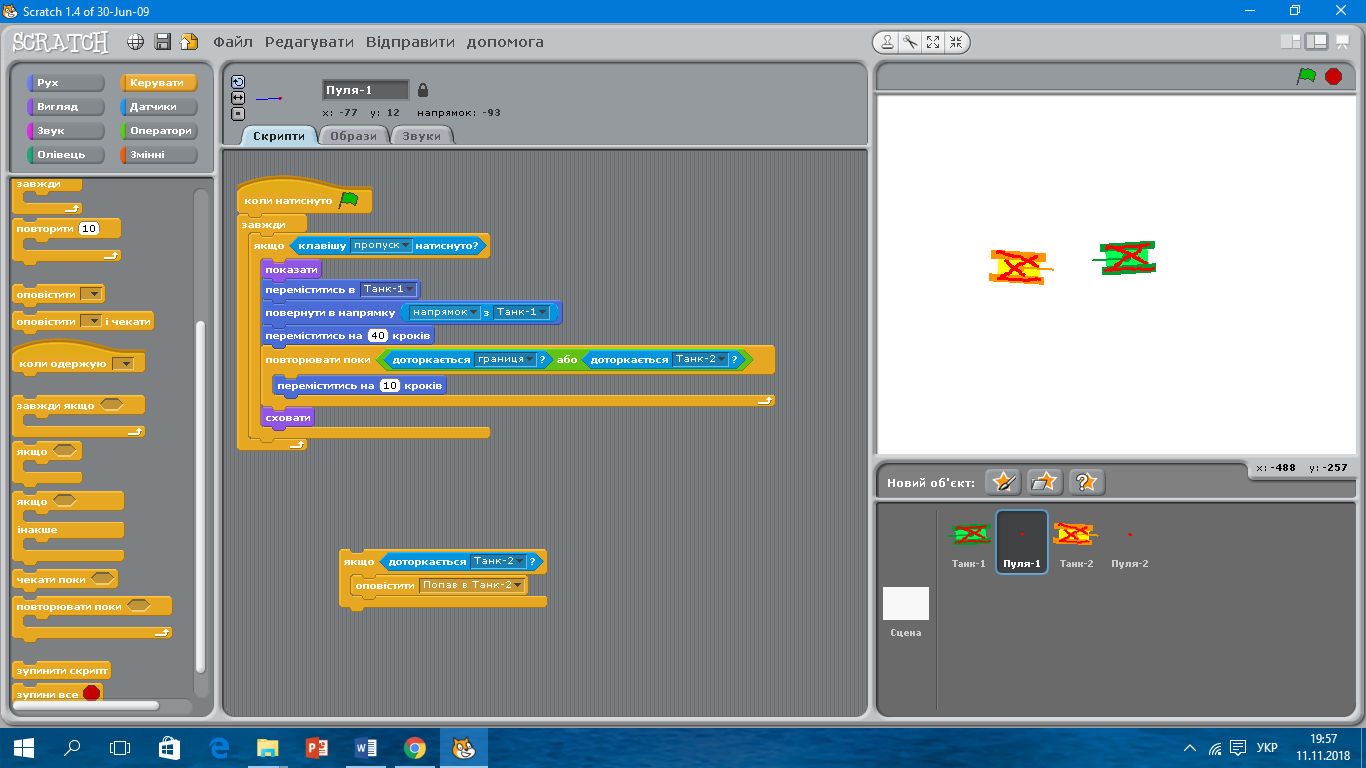 Scratch 1.4 of 30-Jun-09
SCRATCH
Файл Редагувати Відправити допомога
Рух Керувати
Вигляд Датчики
Звук Оператори
Олівець Змінні
завжди
повторити 10
оповістити
оповістити і чекати
коли одержую
завжди якщо
якщо
якщо
інакше
чекати поки
повторювати поки
зупинити скрипт
зупини все
Пуля-1
x: -77 y: 12 напрямок: -93
Скрипти Образи Звуки
коли натиснуто
завжди
якщо клавішу пропуск натиснуто?
показати
переміститись в Танк-1
повернути в напрямку напрямок з Танк-1
переміститись на 40 кроків
повторювати поки доторкається границя ? або доторкається Танк-2 ?
переміститись на 10 кроків
сховати
якщо доторкається Танк-2 ?
оповістити Попав в Танк-2
x: -488 y: -257
Новий об'єкт:
Танк-1 Пуля-1 Танк-2 Пуля-2
Сцена
УКР
19:57
11.11.2018